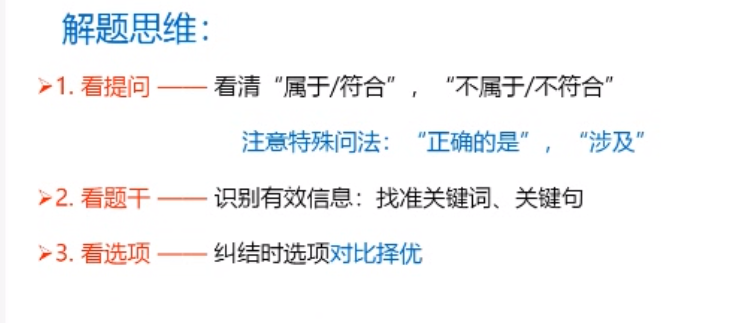 解题思维：
➢1. 看提问 —— 看清“属于/符合”，“不属于/不符合”
注意特殊问法：“正确的是”，“涉及”
➢2. 看题干 —— 识别有效信息：找准关键词、关键句
➢3. 看选项 —— 纠结时选项对比择优